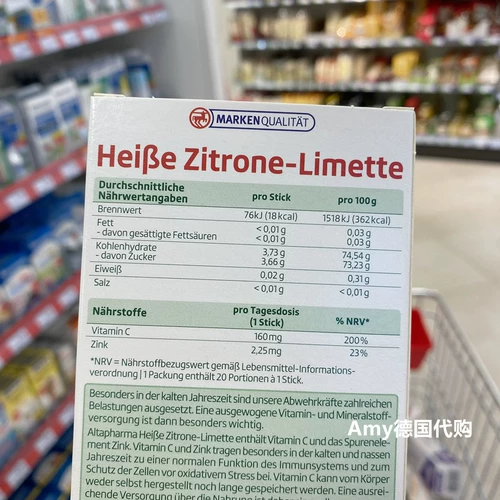 MARKENQUALITÄT
Heiße Zitrone-Limette
Durchschnittliche Nährwertangaben pro Stick pro 100 g
Brennwert 76kJ (18 kcal) 1518 kJ (362 kcal)
Fett < 0,01 g 0,03 g
- davon gesättigte Fettsäuren < 0,01 g 0,03 g
Kohlenhydrate 3,73 g 74,54 g
- davon Zucker 3,66 g 73,23 g
Eiweiß 0,02 g 0,31 g
Salz < 0,01 g < 0,01 g
Nährstoffe pro Tagesdosis (1 Stick) % NRV*
Vitamin C 160 mg 200 %
Zink 2,25 mg 23 %
*NRV = Nährstoffbezugswert gemäß Lebensmittel-Informations-
verordnung | 1 Packung enthält 20 Portionen à 1 Stick.
Besonders in der kalten Jahreszeit sind unsere Abwehrkräfte zahlreichen
Belastungen ausgesetzt. Eine ausgewogene Vitamin- und Mineralstoff-
versorgung ist dann besonders wichtig.
Altapharma Heiße Zitrone-Limette enthält Vitamin C und das Spurenele-
ment Zink. Vitamin C und Zink tragen besonders in der kalten und nassen
Jahreszeit zu einer normalen Funktion des Immunsystems und zum
Schutz der Zellen vor oxidativem Stress bei. Vitamin C kann vom Körper
weder selbst hergestellt noch lange gespeichert werden. Eine ausrei-
chende Versorgung über die Nahrung ist daher
Amy德国代购